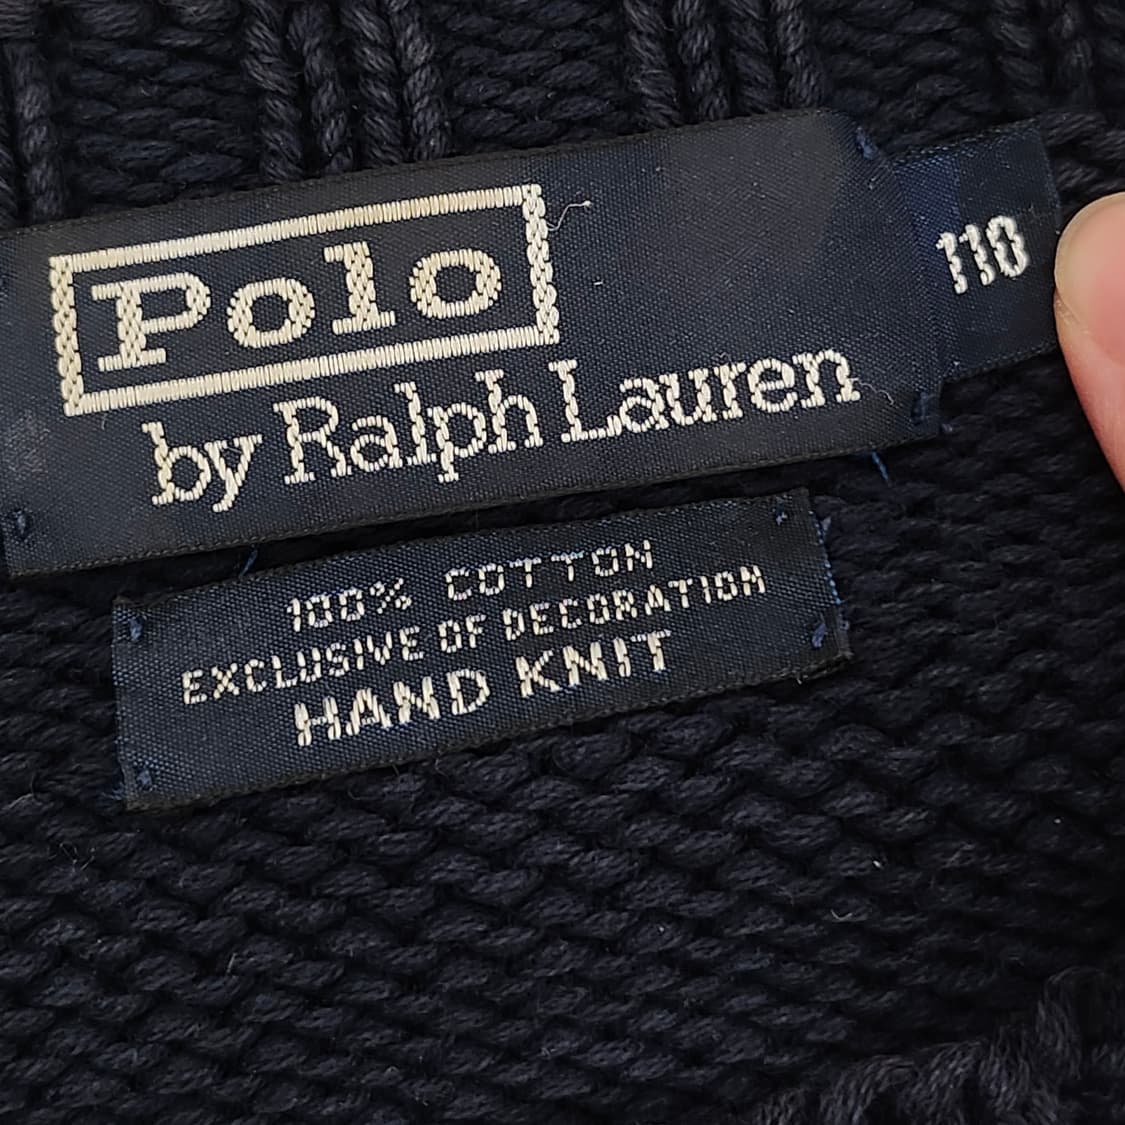 Polo
by Ralph Lauren
110
100% COTTON
EXCLUSIVE OF DECORATION
HAND KNIT